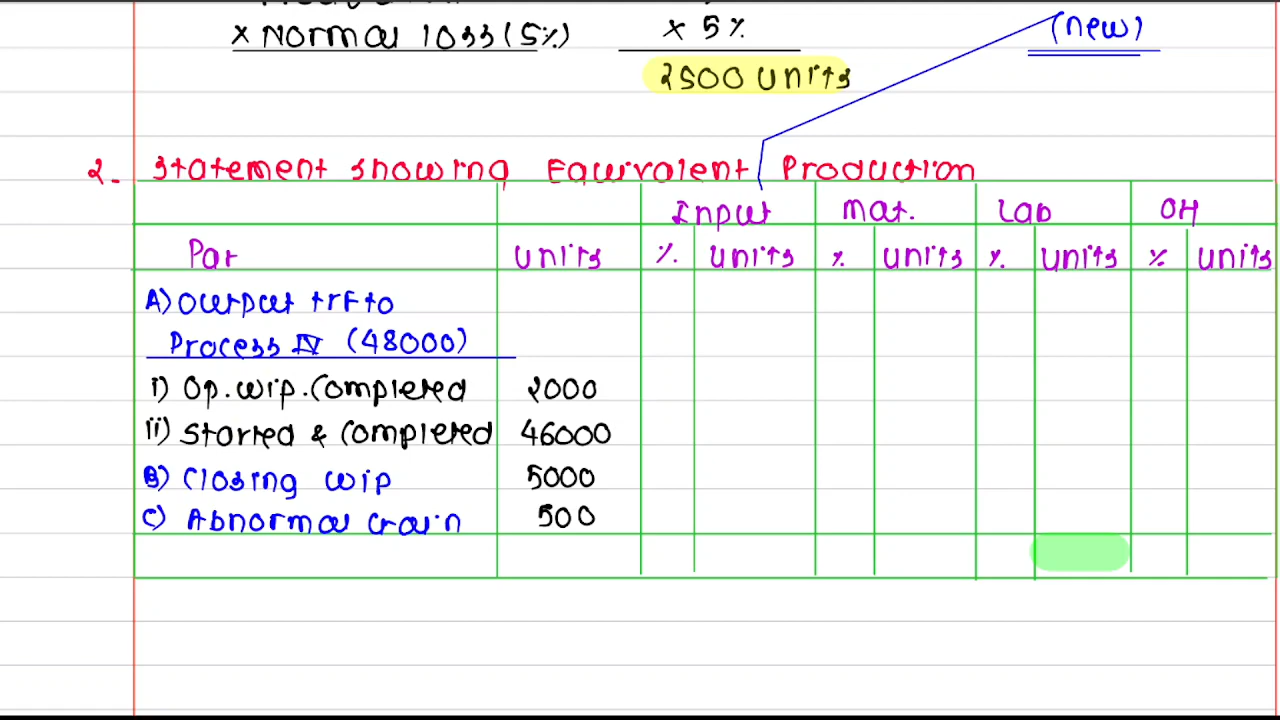 x Normal loss (5%) x 5% (new)
2500 units
2. Statement showing Equivalent Production
Input Mat. Lab OH
Par units % units % units % units % units
A) output trf to
Process IV (48000)
i) Op. wip. Completed 2000
ii) Started & Completed 46000
B) Closing wip 5000
C) Abnormal Gain 500